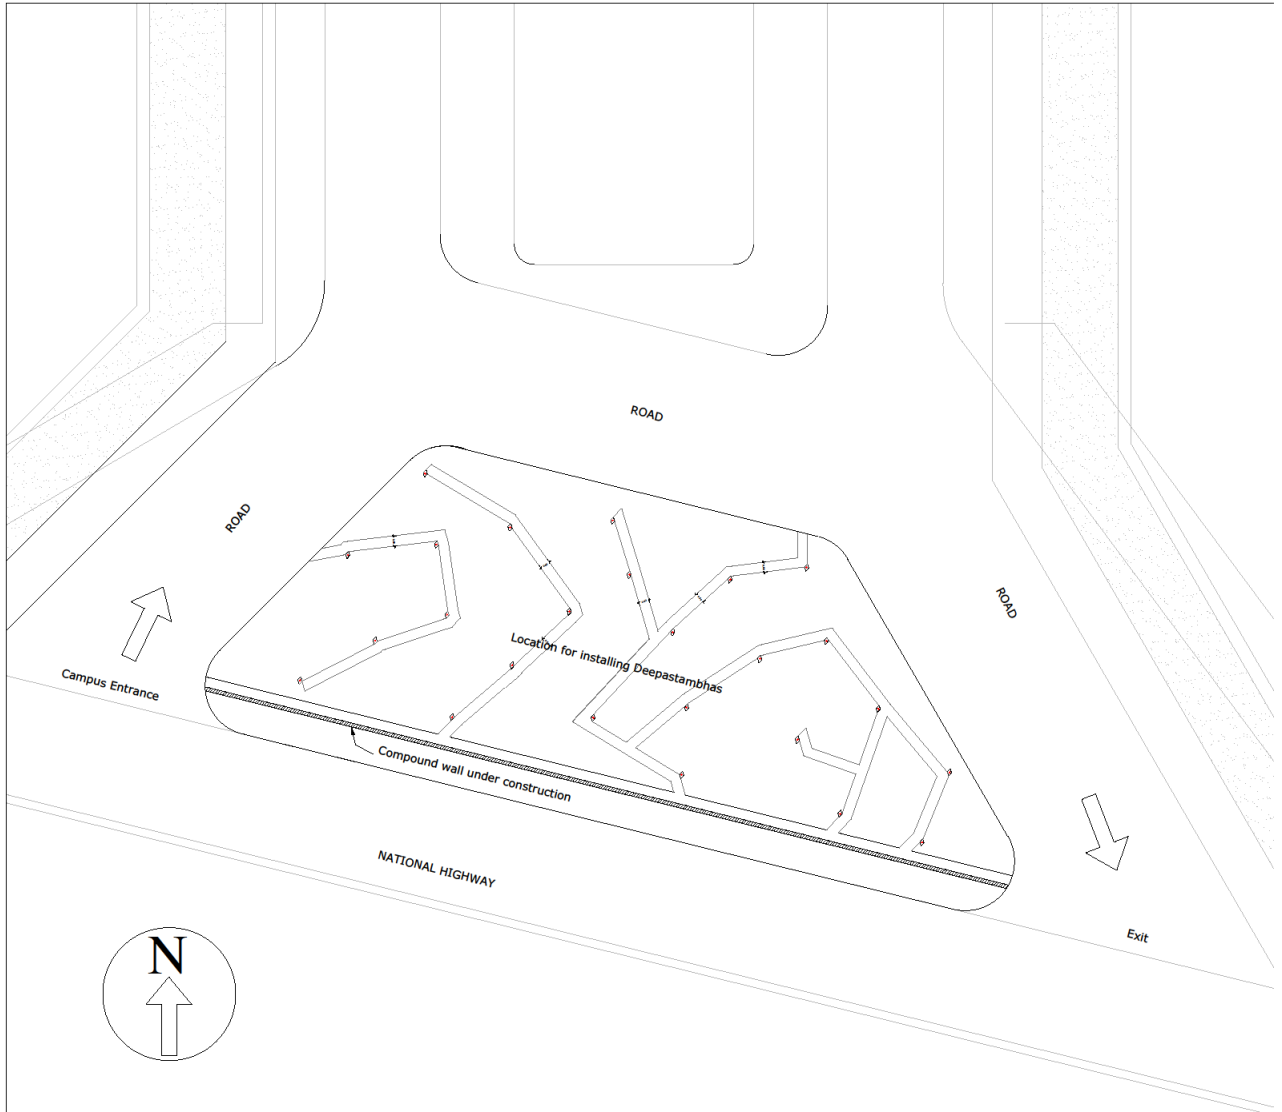 ROAD
ROAD
ROAD
Location for installing Deepastambhas
Campus Entrance
Compound wall under construction
NATIONAL HIGHWAY
Exit
N